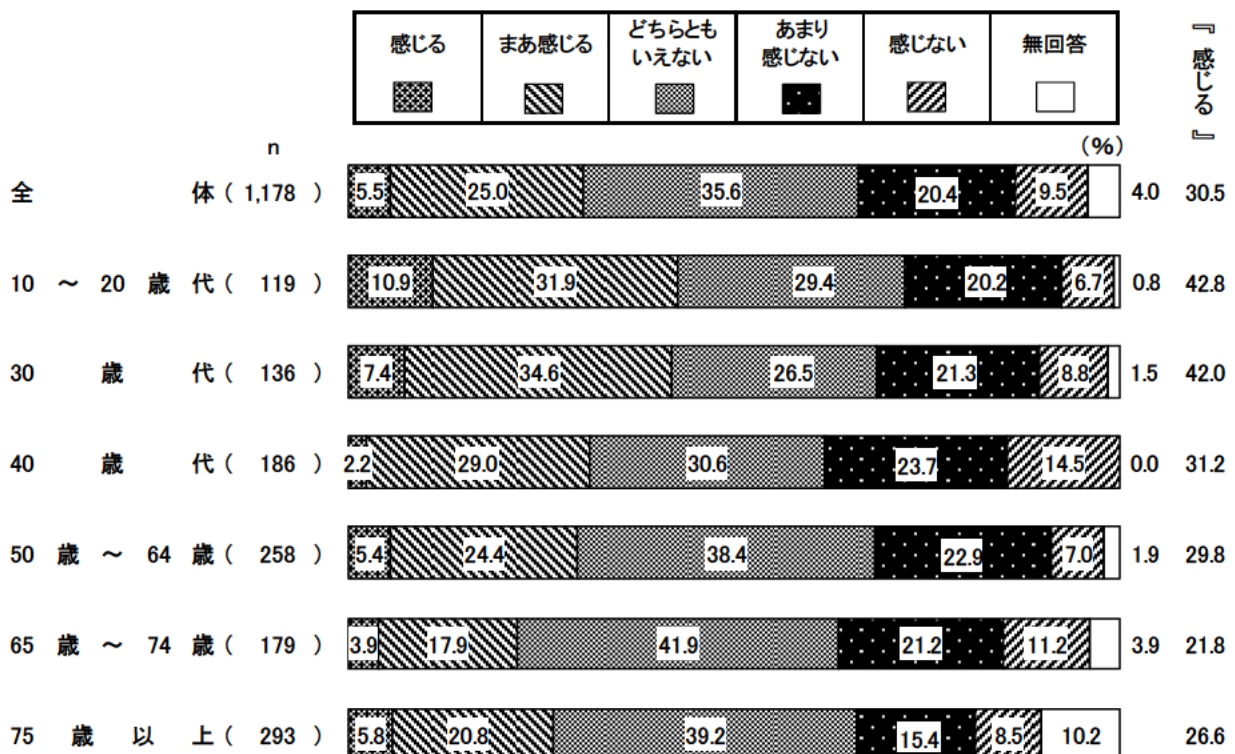 感じる まあ感じる どちらとも いえない あまり 感じない 感じない 無回答 『感じる』
n (%)
全体( 1,178 ) 5.5 25.0 35.6 20.4 9.5 4.0 30.5
10 ～ 20 歳 代( 119 ) 10.9 31.9 29.4 20.2 6.7 0.8 42.8
30 歳 代( 136 ) 7.4 34.6 26.5 21.3 8.8 1.5 42.0
40 歳 代( 186 ) 2.2 29.0 30.6 23.7 14.5 0.0 31.2
50 歳 ～ 64 歳( 258 ) 5.4 24.4 38.4 22.9 7.0 1.9 29.8
65 歳 ～ 74 歳( 179 ) 3.9 17.9 41.9 21.2 11.2 3.9 21.8
75 歳 以 上( 293 ) 5.8 20.8 39.2 15.4 8.5 10.2 26.6